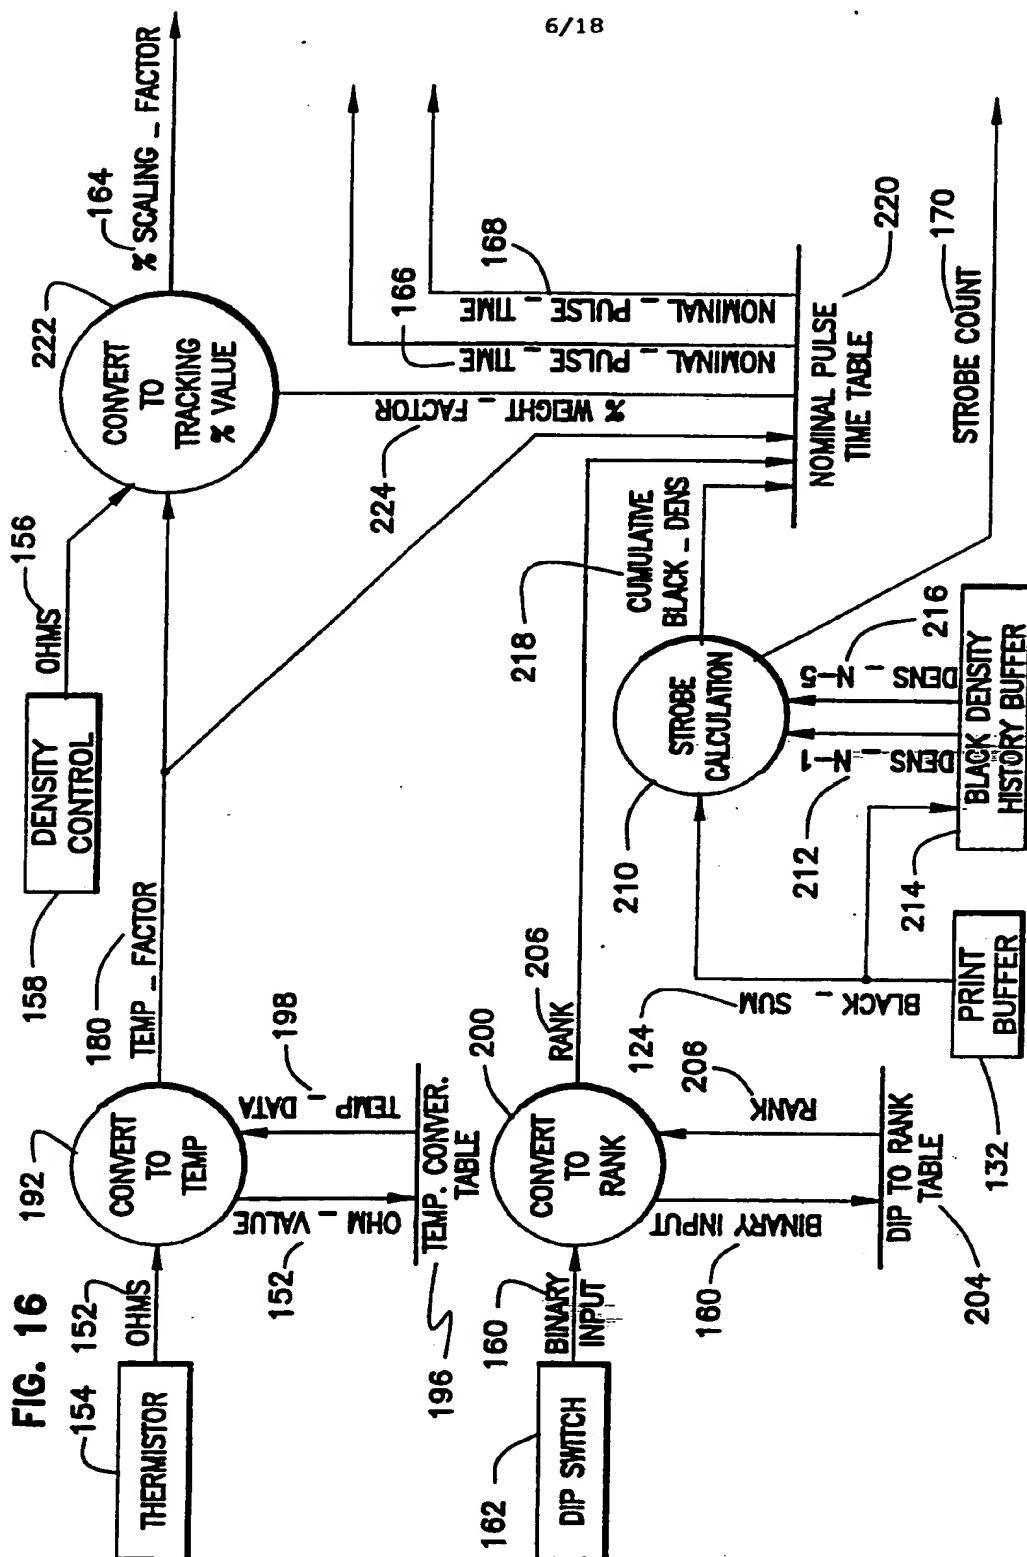 6/18
FIG. 16
THERMISTOR
154
OHMS
152
CONVERT
TO
TEMP
192
OHM _ VALUE
152
TEMP _ DATA
198
TEMP. CONVER.
TABLE
196
TEMP _ FACTOR
180
DENSITY
CONTROL
158
OHMS
156
CONVERT
TO
TRACKING
% VALUE
222
% SCALING _ FACTOR
164
% WEIGHT _ FACTOR
224
NOMINAL _ PULSE _ TIME
166
NOMINAL _ PULSE _ TIME
168
NOMINAL PULSE
TIME TABLE
220
DIP SWITCH
162
BINARY
INPUT
160
CONVERT
TO
RANK
200
BINARY INPUT
160
RANK
206
DIP TO RANK
TABLE
204
RANK
206
PRINT
BUFFER
132
BLACK _ SUM
124
STROBE
CALCULATION
210
CUMULATIVE
BLACK _ DENS
218
DENS _ N-1
212
DENS _ N-5
216
BLACK DENSITY
HISTORY BUFFER
214
STROBE COUNT
170